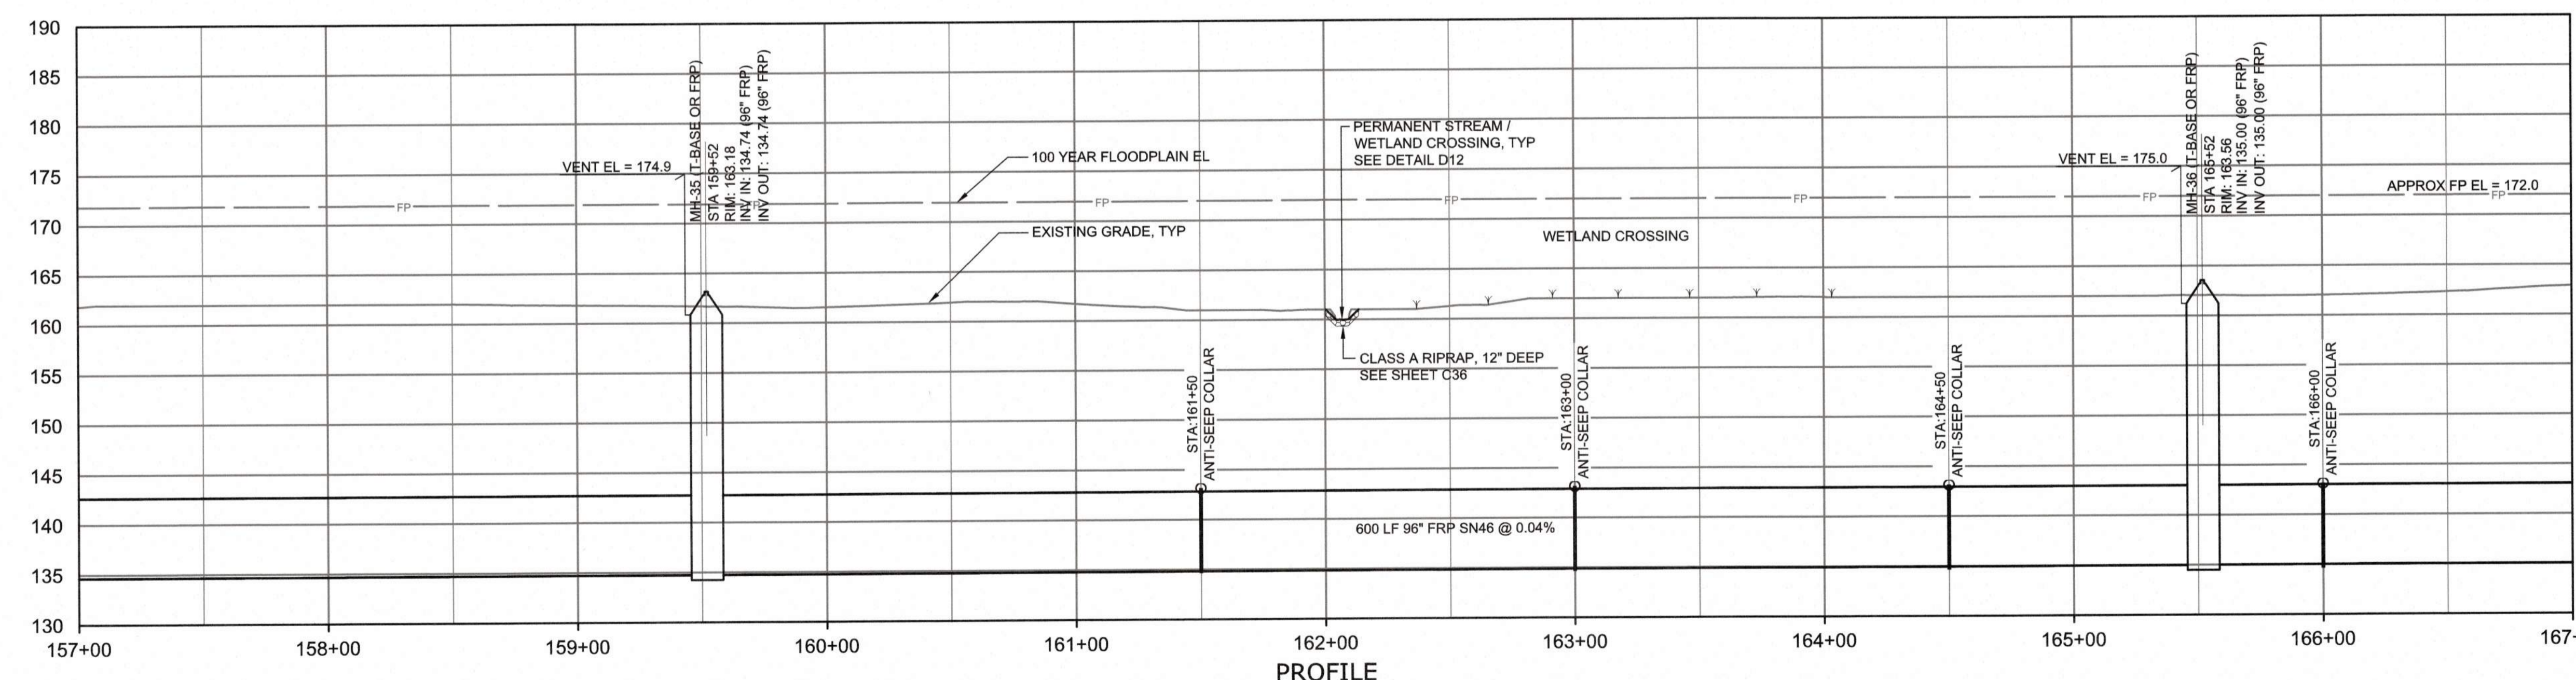 190
185
180
175
170
165
160
155
150
145
140
135
130
VENT EL = 174.9
MH-35 (T-BASE OR FRP)
STA 159+52
RIM: 163.18
INV IN: 134.74 (96" FRP)
INV OUT: 134.74 (96" FRP)
100 YEAR FLOODPLAIN EL
EXISTING GRADE, TYP
PERMANENT STREAM /
WETLAND CROSSING, TYP
SEE DETAIL D12
WETLAND CROSSING
VENT EL = 175.0
MH-36 (T-BASE OR FRP)
STA 165+52
RIM: 163.56
INV IN: 135.00 (96" FRP)
INV OUT: 135.00 (96" FRP)
APPROX FP EL = 172.0
FP
FP
FP
FP
FP
FP
FP
CLASS A RIPRAP, 12" DEEP
SEE SHEET C36
STA:161+50
ANTI-SEEP COLLAR
STA:163+00
ANTI-SEEP COLLAR
STA:164+50
ANTI-SEEP COLLAR
STA:166+00
ANTI-SEEP COLLAR
600 LF 96" FRP SN46 @ 0.04%
157+00
158+00
159+00
160+00
161+00
162+00
163+00
164+00
165+00
166+00
167
PROFILE